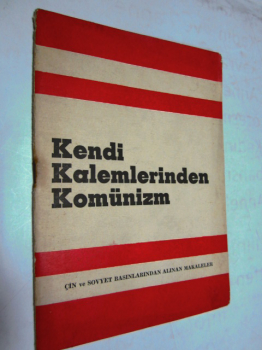 Kendi
Kalemlerinden
Komünizm
ÇİN ve SOVYET BASINLARINDAN ALINAN MAKALELER